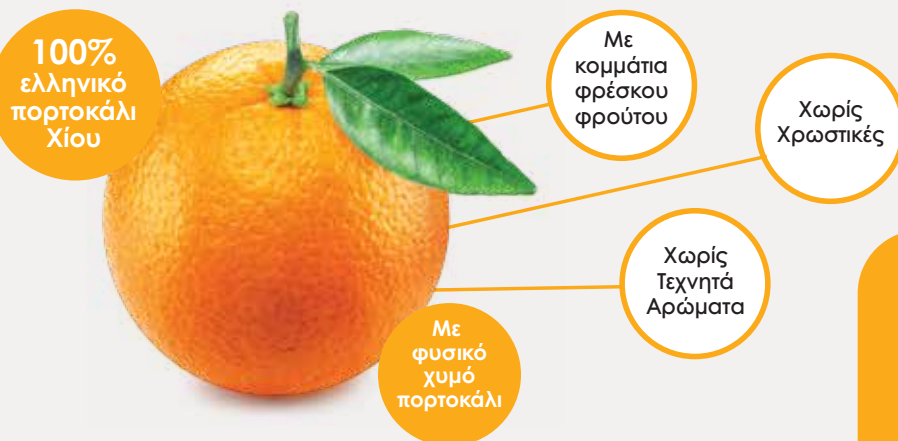 100%
ελληνικό
πορτοκάλι
Χίου
Με
κομμάτια
φρέσκου
φρούτου
Χωρίς
Χρωστικές
Χωρίς
Τεχνητά
Αρώματα
Με
φυσικό
χυμό
πορτοκάλι